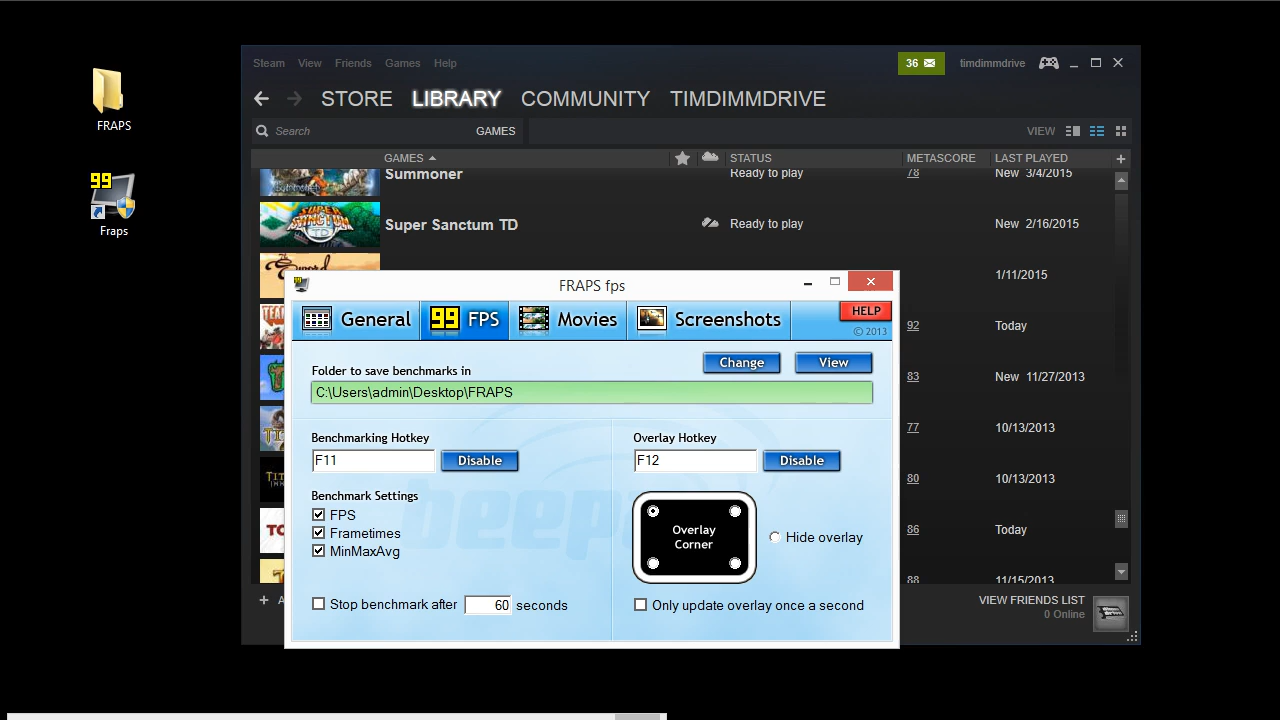 FRAPS
99
Fraps
Steam View Friends Games Help
36
timdimmdrive
STORE LIBRARY COMMUNITY TIMDIMMDRIVE
Search GAMES
VIEW
GAMES STATUS METASCORE LAST PLAYED +
Summoner Ready to play 78 New 3/4/2015
SUPER SANCTUM TD
Super Sanctum TD Ready to play New 2/16/2015
1/11/2015
92 Today
83 New 11/27/2013
77 10/13/2013
80 10/13/2013
86 Today
88 11/15/2013
+ A
VIEW FRIENDS LIST
0 Online
FRAPS fps
General 99 FPS Movies Screenshots
HELP
© 2013
Folder to save benchmarks in Change View
C:\Users\admin\Desktop\FRAPS
Benchmarking Hotkey
F11 Disable
Benchmark Settings
FPS
Frametimes
MinMaxAvg
Stop benchmark after 60 seconds
Overlay Hotkey
F12 Disable
Overlay
Corner
Hide overlay
Only update overlay once a second